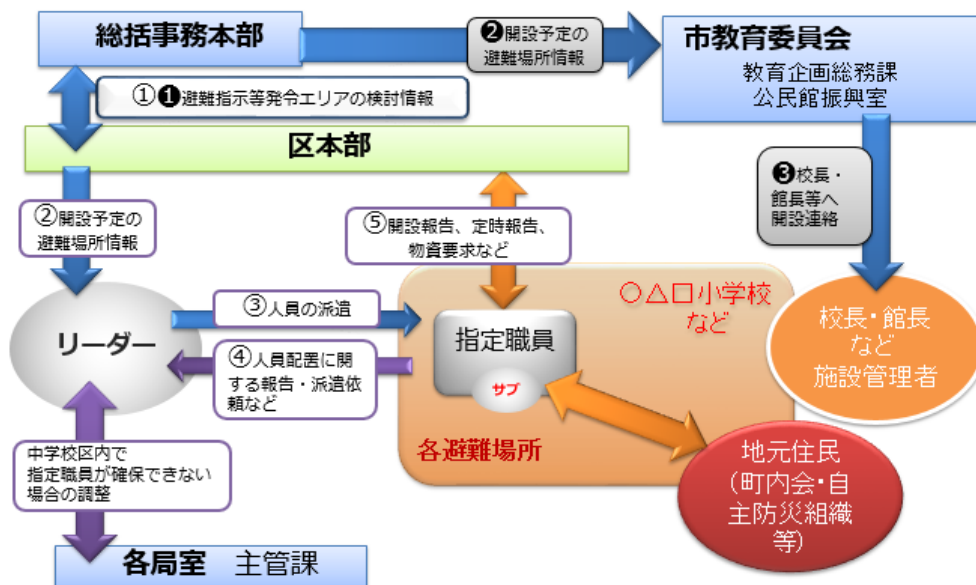 総括事務本部
❷開設予定の
避難場所情報
市教育委員会
教育企画総務課
公民館振興室
①❶避難指示等発令エリアの検討情報
区本部
❸校長・
館長等へ
開設連絡
②開設予定の
避難場所情報
⑤開設報告、定時報告、
物資要求など
○△口小学校
など
リーダー
③人員の派遣
指定職員
サブ
校長・館長
など
施設管理者
④人員配置に関
する報告・派遣依
頼など
各避難場所
地元住民
(町内会・自
主防災組織
等)
中学校区内で
指定職員が確保できない
場合の調整
各局室 主管課